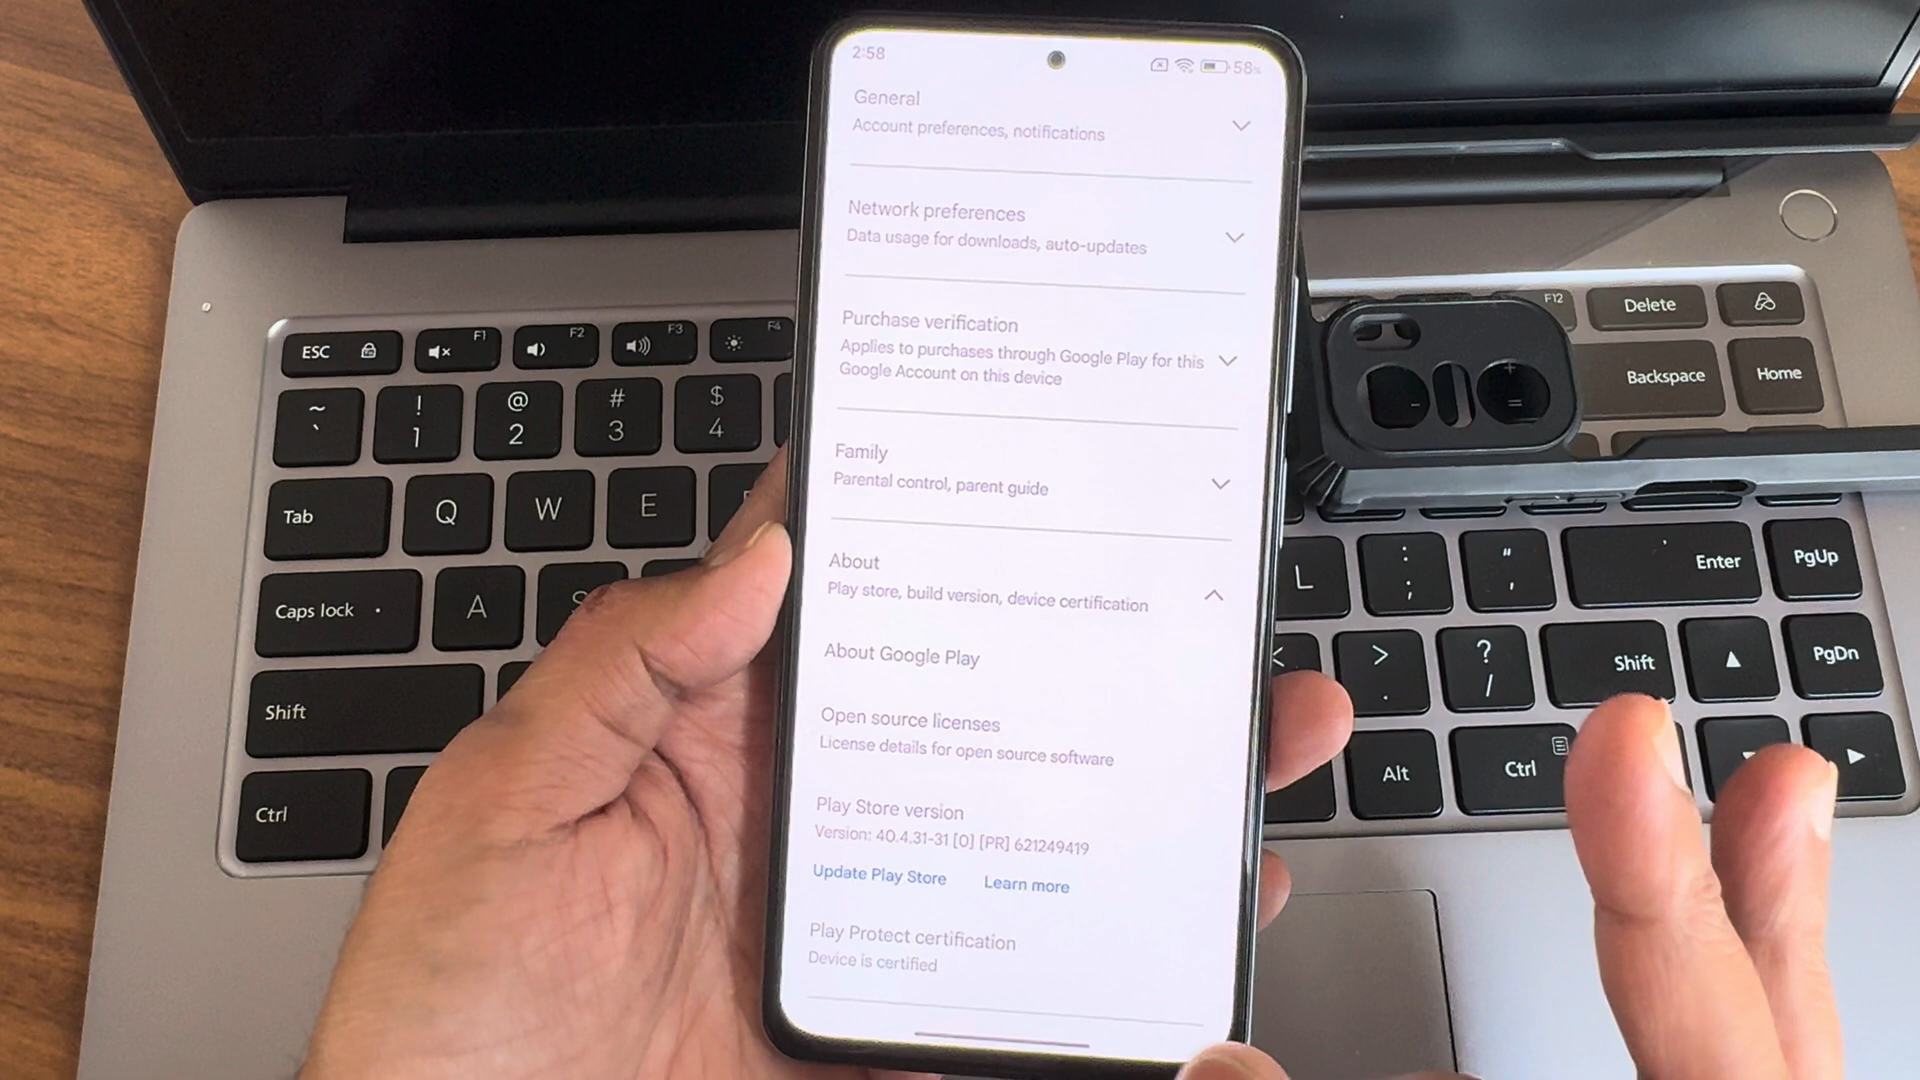 2:58
58%
General
Account preferences, notifications
Network preferences
Data usage for downloads, auto-updates
Purchase verification
Applies to purchases through Google Play for this
Google Account on this device
Family
Parental control, parent guide
About
Play store, build version, device certification
About Google Play
Open source licenses
License details for open source software
Play Store version
Version: 40.4.31-31 [0] [PR] 621249419
Update Play Store Learn more
Play Protect certification
Device is certified
ESC F1 F2 F3 F4
~ ! @ # $
` 1 2 3 4
Tab Q W E
Caps lock A S
Shift
Ctrl
F12 Delete
- + = Backspace Home
L : ; " ' Enter PgUp
< > . ? / Shift ▲ PgDn
Alt Ctrl ▶